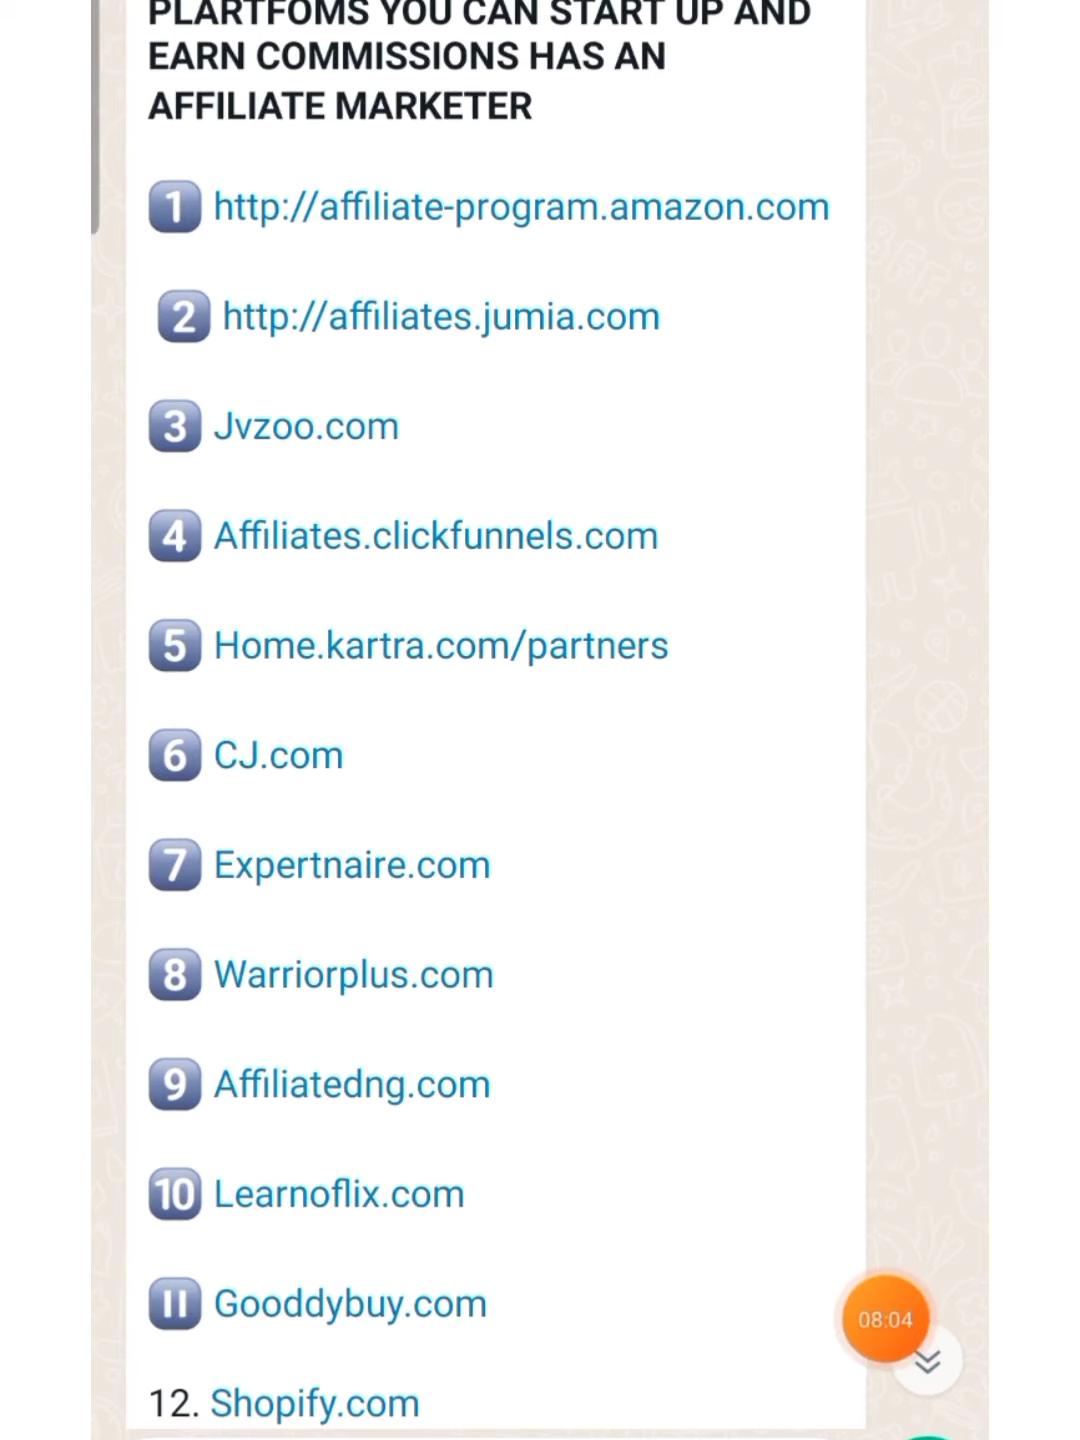 PLARTFOMS YOU CAN START UP AND
EARN COMMISSIONS HAS AN
AFFILIATE MARKETER
1 http://affiliate-program.amazon.com
2 http://affiliates.jumia.com
3 Jvzoo.com
4 Affiliates.clickfunnels.com
5 Home.kartra.com/partners
6 CJ.com
7 Expertnaire.com
8 Warriorplus.com
9 Affiliatedng.com
10 Learnoflix.com
⏸ Gooddybuy.com
08:04
12. Shopify.com